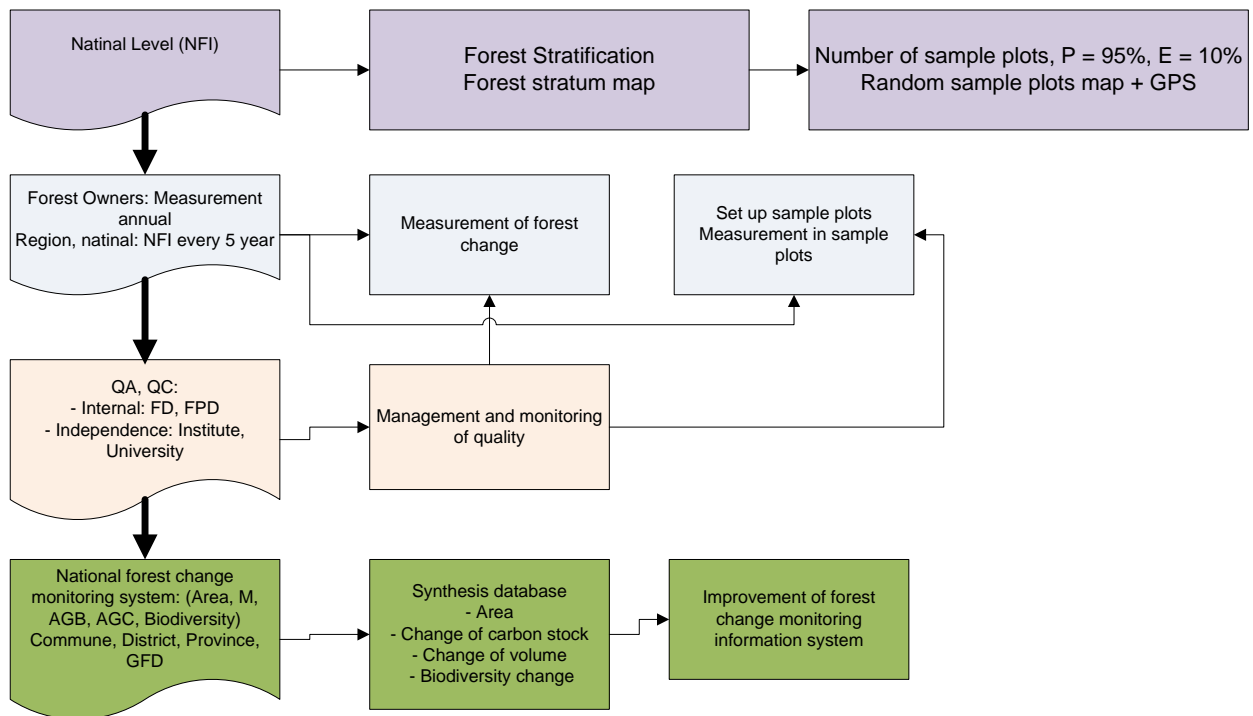 Natinal Level (NFI)
Forest Stratification
Forest stratum map
Number of sample plots, P = 95%, E = 10%
Random sample plots map + GPS
Forest Owners: Measurement
annual
Region, natinal: NFI every 5 year
Measurement of forest
change
Set up sample plots
Measurement in sample
plots
QA, QC:
- Internal: FD, FPD
- Independence: Institute,
University
Management and monitoring
of quality
National forest change
monitoring system: (Area, M,
AGB, AGC, Biodiversity)
Commune, District, Province,
GFD
Synthesis database
- Area
- Change of carbon stock
- Change of volume
- Biodiversity change
Improvement of forest
change monitoring
information system